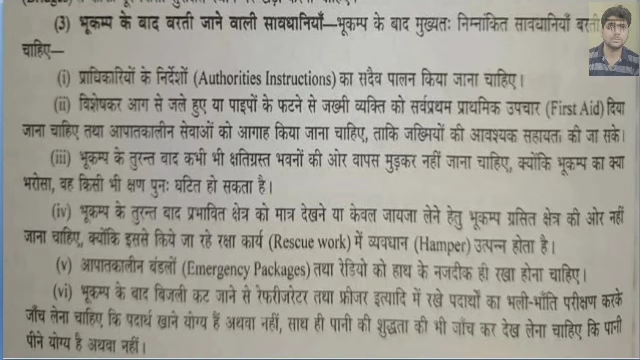 (3) भूकम्प के बाद बरती जाने वाली सावधानियाँ—भूकम्प के बाद मुख्यतः निम्नांकित सावधानियाँ बरती
चाहिए—
(i) प्राधिकारियों के निर्देशों (Authorities Instructions) का सदैव पालन किया जाना चाहिए।
(ii) विशेषकर आग से जले हुए या पाइपों के फटने से जख्मी व्यक्ति को सर्वप्रथम प्राथमिक उपचार (First Aid) दिया
जाना चाहिए तथा आपातकालीन सेवाओं को आगाह किया जाना चाहिए, ताकि जख्मियों की आवश्यक सहायता की जा सके।
(iii) भूकम्प के तुरन्त बाद कभी भी क्षतिग्रस्त भवनों की ओर वापस मुड़कर नहीं जाना चाहिए, क्योंकि भूकम्प का क्या
भरोसा, वह किसी भी क्षण पुनः घटित हो सकता है।
(iv) भूकम्प के तुरन्त बाद प्रभावित क्षेत्र को मात्र देखने या केवल जायजा लेने हेतु भूकम्प ग्रसित क्षेत्र की ओर नहीं
जाना चाहिए, क्योंकि इससे किये जा रहे रक्षा कार्य (Rescue work) में व्यवधान (Hamper) उत्पन्न होता है।
(v) आपातकालीन बंडलों (Emergency Packages) तथा रेडियो को हाथ के नजदीक ही रखा होना चाहिए।
(vi) भूकम्प के बाद बिजली कट जाने से रेफरीजरेटर तथा फ्रीजर इत्यादि में रखे पदार्थों का भली-भाँति परीक्षण करके
जाँच लेना चाहिए, कि पदार्थ खाने योग्य हैं अथवा नहीं, साथ ही पानी की शुद्धता की भी जाँच कर देख लेना चाहिए कि पानी
पीने योग्य है अथवा नहीं।